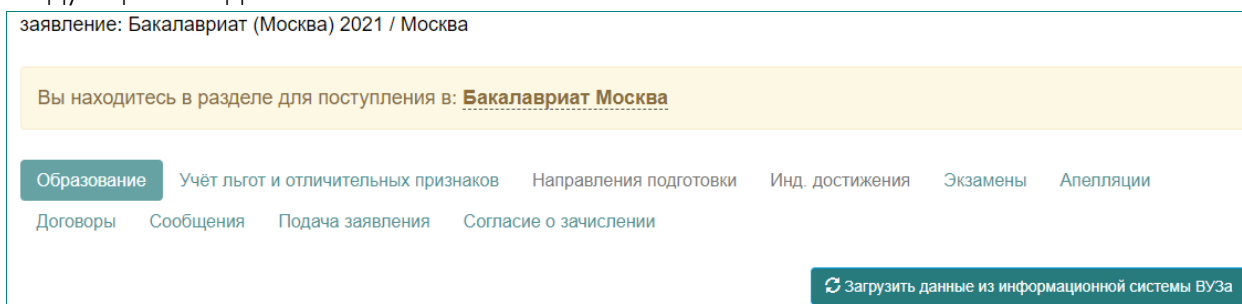 заявление: Бакалавриат (Москва) 2021 / Москва
Вы находитесь в разделе для поступления в: Бакалавриат Москва
Образование Учёт льгот и отличительных признаков Направления подготовки Инд. достижения Экзамены Апелляции
Договоры Сообщения Подача заявления Согласие о зачислении
Загрузить данные из информационной системы ВУЗа